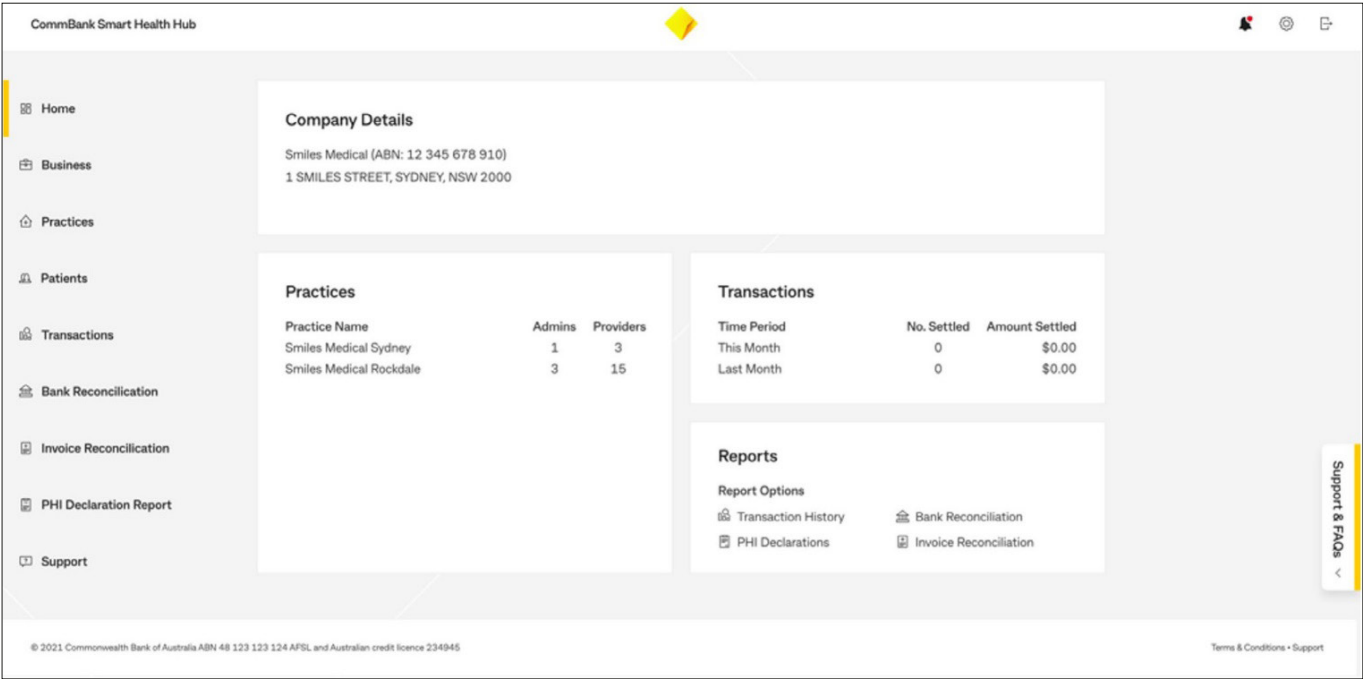 CommBank Smart Health Hub
Home
Business
Practices
Patients
Transactions
Bank Reconcilication
Invoice Reconcilication
PHI Declaration Report
Support
Company Details
Smiles Medical (ABN: 12 345 678 910)
1 SMILES STREET, SYDNEY, NSW 2000
Practices
Practice Name Admins Providers
Smiles Medical Sydney 1 3
Smiles Medical Rockdale 3 15
Transactions
Time Period No. Settled Amount Settled
This Month 0 $0.00
Last Month 0 $0.00
Reports
Report Options
Transaction History Bank Reconciliation
PHI Declarations Invoice Reconciliation
Support & FAQs
© 2021 Commonwealth Bank of Australia ABN 48 123 123 124 AFSL and Australian credit licence 234945
Terms & Conditions • Support